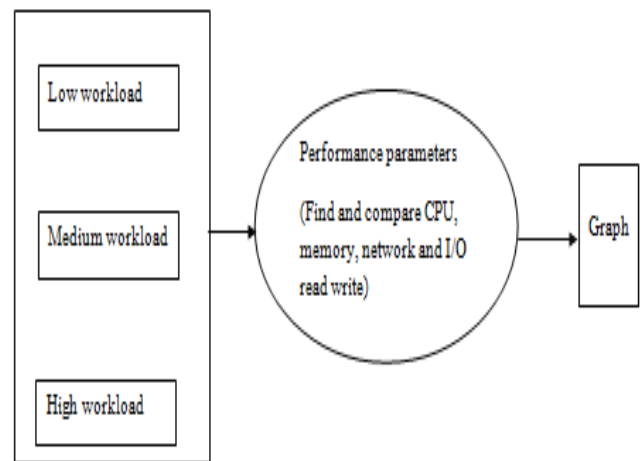 Low workload
Medium workload
High workload
Performance parameters
(Find and compare CPU,
memory, network and I/O
read write)
Graph